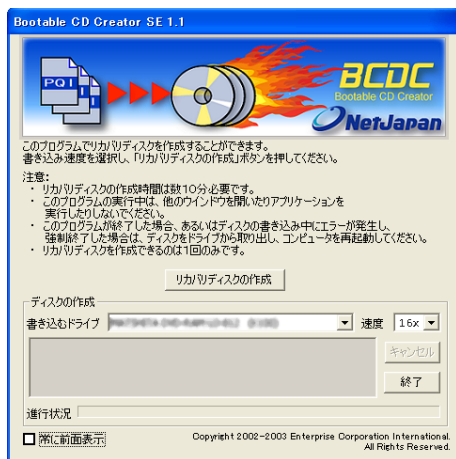 Bootable CD Creator SE 1.1
PQI
BCDC
Bootable CD Creator
NetJapan
このプログラムでリカバリディスクを作成することができます。
書き込み速度を選択し、「リカバリディスクの作成」ボタンを押してください。
注意:
・ リカバリディスクの作成時間は数10分必要です。
・ このプログラムの実行中は、他のウインドウを開いたりアプリケーションを
実行したりしないでください。
・ このプログラムが終了した場合、あるいはディスクの書き込み中にエラーが発生し、
強制終了した場合は、ディスクをドライブから取り出し、コンピュータを再起動してください。
・ リカバリディスクを作成できるのは1回のみです。
リカバリディスクの作成
ディスクの作成
書き込むドライブ 速度 16x
キャンセル
終了
進行状況
常に前面表示
Copyright 2002-2003 Enterprise Corporation International.
All Rights Reserved.